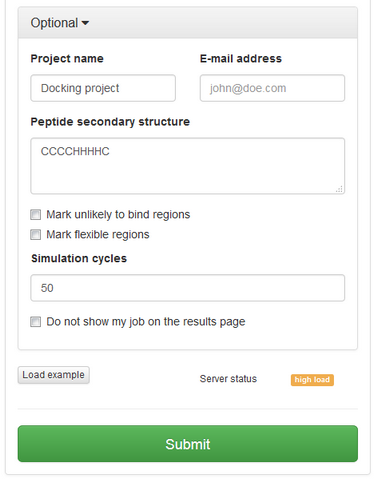 Optional
Project name E-mail address
Docking project john@doe.com
Peptide secondary structure
CCCCHHHHC
Mark unlikely to bind regions
Mark flexible regions
Simulation cycles
50
Do not show my job on the results page
Load example Server status high load
Submit